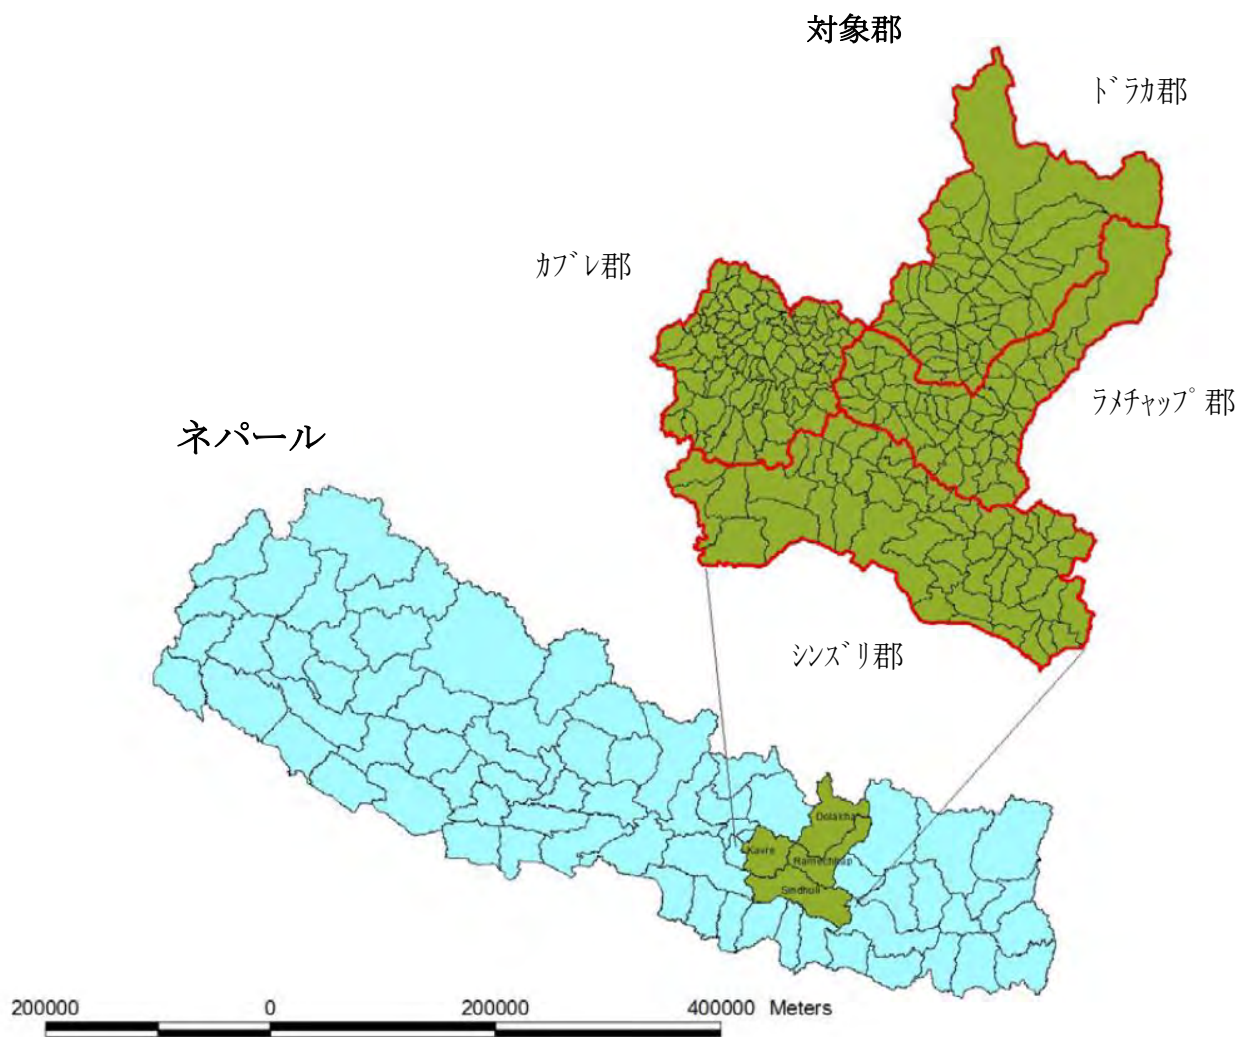 対象郡
ﾄﾞﾗｶ郡
ｶﾌﾞﾚ郡
ﾗﾒﾁｬｯﾌﾟ郡
ネパール
ｼﾝｽﾞﾘ郡
Dolakha
Kavre
Ramechhap
Sindhuli
200000 0 200000 400000 Meters